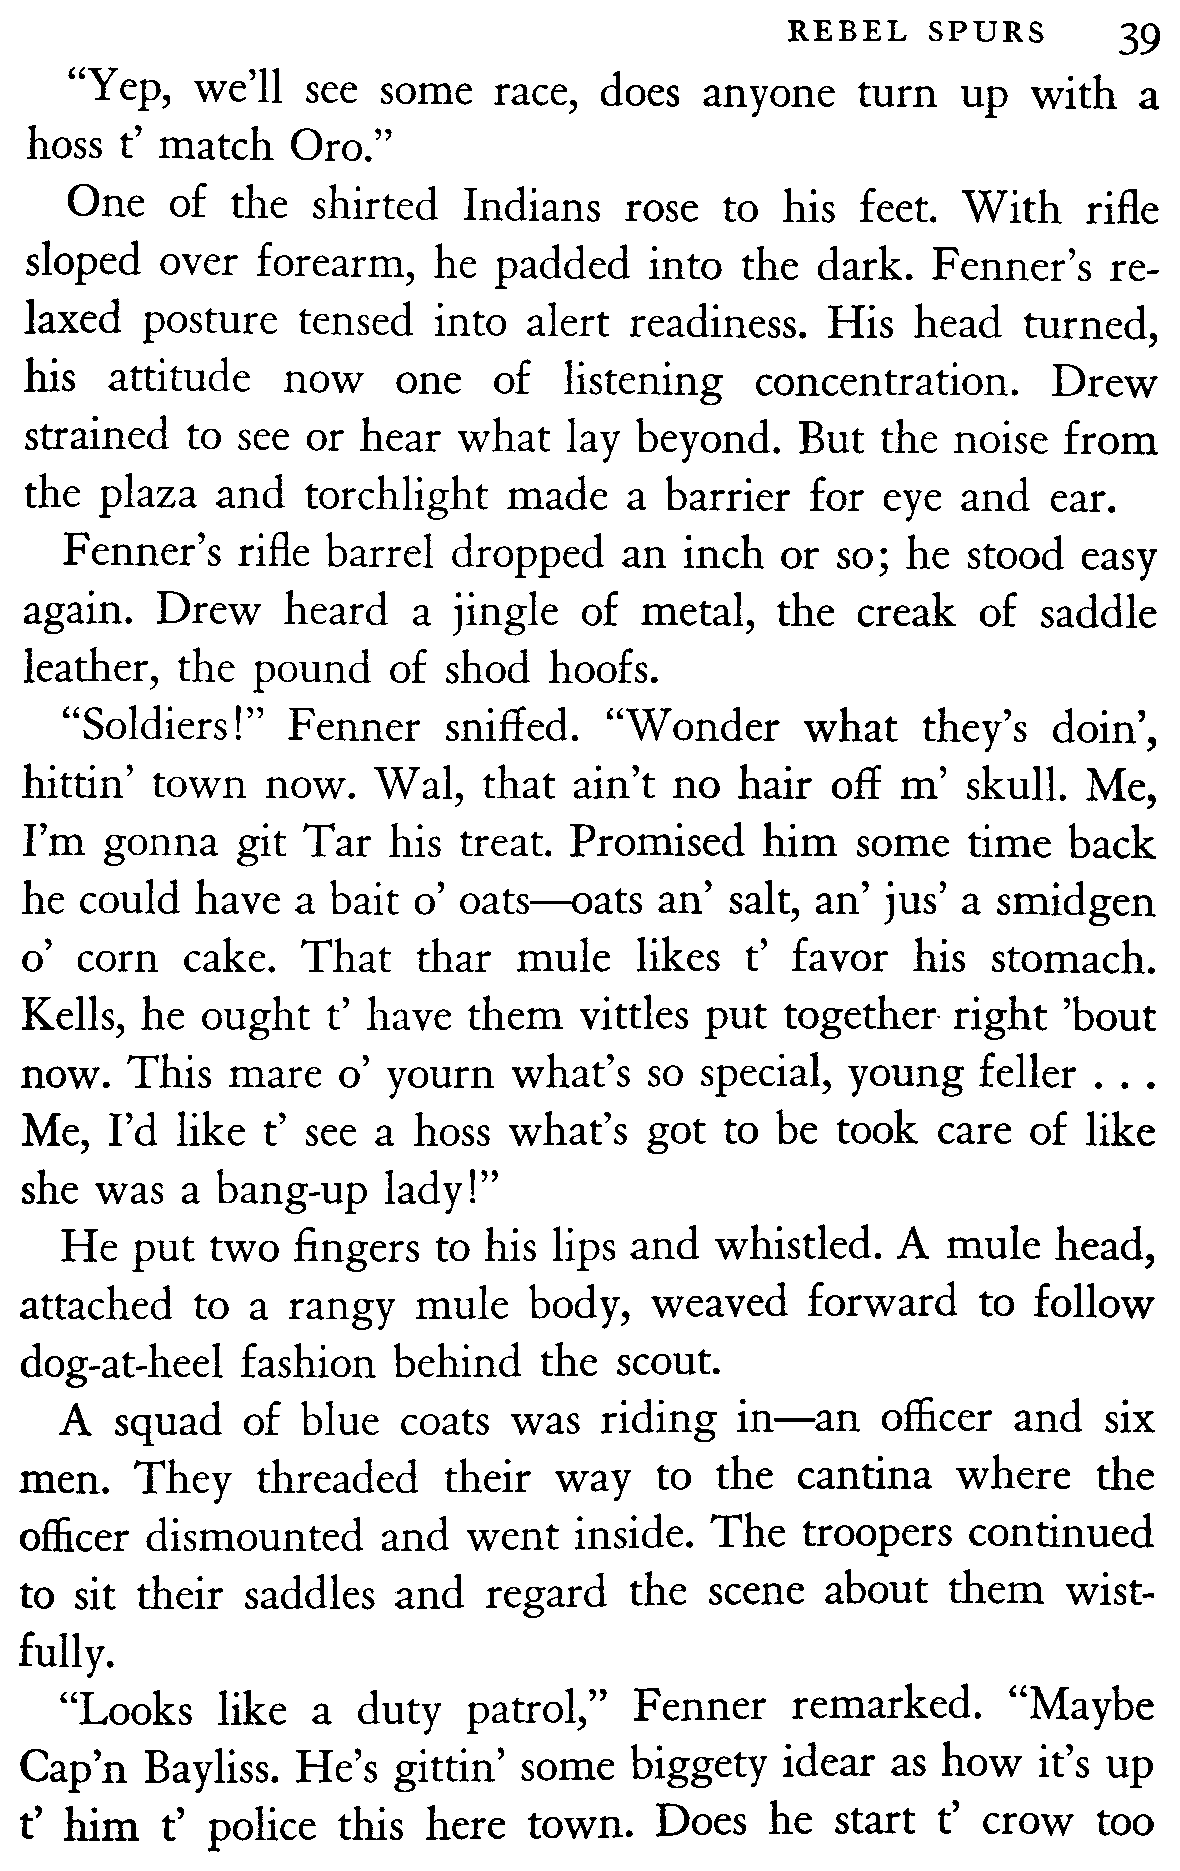 REBEL SPURS 39
“Yep, we’ll see some race, does anyone turn up with a
hoss t’ match Oro.”
One of the shirted Indians rose to his feet. With rifle
sloped over forearm, he padded into the dark. Fenner’s re-
laxed posture tensed into alert readiness. His head turned,
his attitude now one of listening concentration. Drew
strained to see or hear what lay beyond. But the noise from
the plaza and torchlight made a barrier for eye and ear.
Fenner’s rifle barrel dropped an inch or so; he stood easy
again. Drew heard a jingle of metal, the creak of saddle
leather, the pound of shod hoofs.
“Soldiers!” Fenner sniffed. “Wonder what they’s doin’,
hittin’ town now. Wal, that ain’t no hair off m’ skull. Me,
I’m gonna git Tar his treat. Promised him some time back
he could have a bait o’ oats—oats an’ salt, an’ jus’ a smidgen
o’ corn cake. That thar mule likes t’ favor his stomach.
Kells, he ought t’ have them vittles put together right ’bout
now. This mare o’ yourn what’s so special, young feller . . .
Me, I’d like t’ see a hoss what’s got to be took care of like
she was a bang-up lady!”
He put two fingers to his lips and whistled. A mule head,
attached to a rangy mule body, weaved forward to follow
dog-at-heel fashion behind the scout.
A squad of blue coats was riding in—an officer and six
men. They threaded their way to the cantina where the
officer dismounted and went inside. The troopers continued
to sit their saddles and regard the scene about them wist-
fully.
“Looks like a duty patrol,” Fenner remarked. “Maybe
Cap’n Bayliss. He’s gittin’ some biggety idear as how it’s up
t’ him t’ police this here town. Does he start t’ crow too